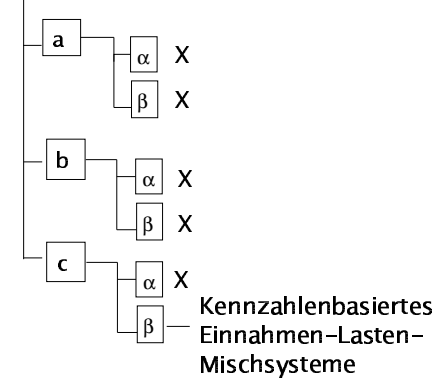 a
α X
β X
b
α X
β X
c
α X
β Kennzahlenbasiertes
Einnahmen-Lasten-
Mischsysteme